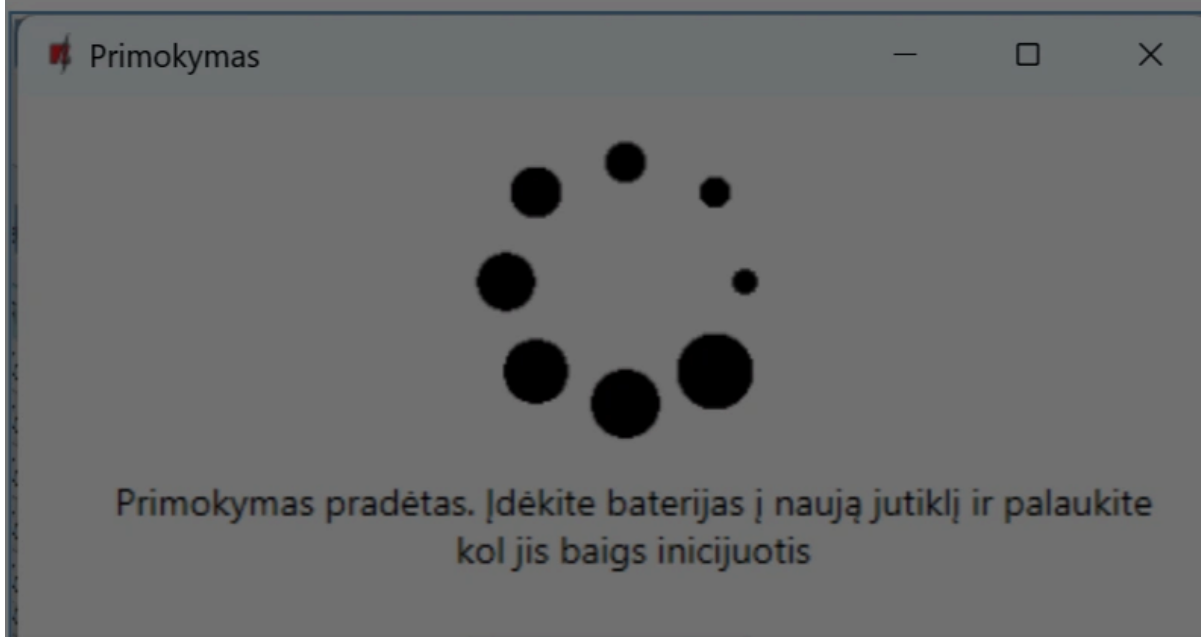 Primokymas
Primokymas pradėtas. Įdėkite baterijas į naują jutiklį ir palaukite
kol jis baigs inicijuotis